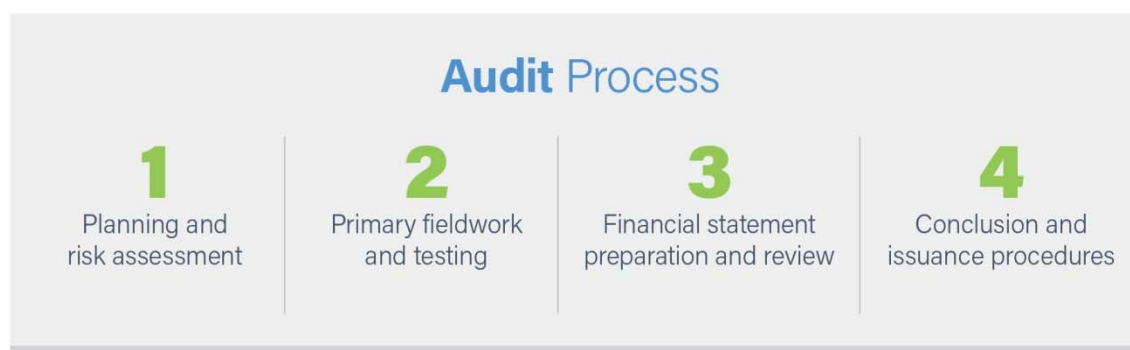 Audit Process
1
Planning and
risk assessment
2
Primary fieldwork
and testing
3
Financial statement
preparation and review
4
Conclusion and
issuance procedures